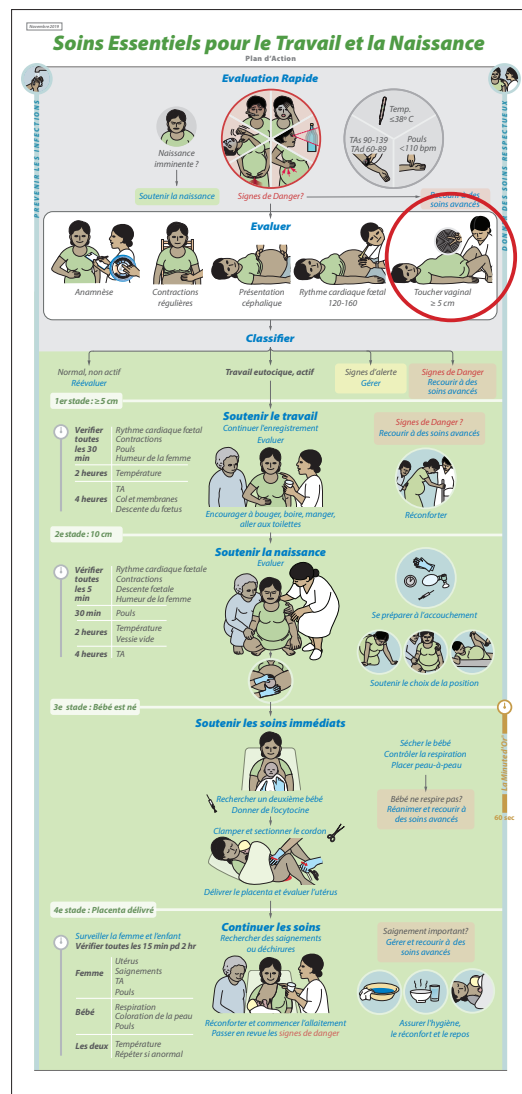 Novembre 2019
Soins Essentiels pour le Travail et la Naissance
Plan d'Action
PRÉVENIR LES INFECTIONS
DONNER DES SOINS RESPECTUEUX
Evaluation Rapide
Naissance
imminente ?
Soutenir la naissance
Signes de Danger?
Temp.
≤38º C
TAs 90-139
TAd 60-89
Pouls
<110 bpm
Recourir à des
soins avancés
Evaluer
Anamnèse
Contractions
régulières
Présentation
céphalique
Rythme cardiaque fœtal
120-160
Toucher vaginal
≥ 5 cm
Classifier
Normal, non actif
Réévaluer
Travail eutocique, actif
Signes d'alerte
Gérer
Signes de Danger
Recourir à des
soins avancés
1er stade : ≥ 5 cm
Soutenir le travail
Continuer l'enregistrement
Evaluer
Verifier
toutes
les 30
min
Rythme cardiaque fœtal
Contractions
Pouls
Humeur de la femme
2 heures
Température
4 heures
TA
Col et membranes
Descente du fœtus
Encourager à bouger, boire, manger,
aller aux toilettes
Signes de Danger ?
Recourir à des soins avancés
Réconforter
2e stade : 10 cm
Soutenir la naissance
Evaluer
Vérifier
toutes
les 5
min
Rythme cardiaque fœtale
Contractions
Descente fœtale
Humeur de la femme
30 min
Pouls
2 heures
Température
Vessie vide
4 heures
TA
Se préparer à l'accouchement
Soutenir le choix de la position
3e stade : Bébé est né
Soutenir les soins immédiats
Rechercher un deuxième bébé
Donner de l'ocytocine
Clamper et sectionner le cordon
Délivrer le placenta et évaluer l'utérus
Sécher le bébé
Contrôler la respiration
Placer peau-à-peau
Bébé ne respire pas?
Réanimer et recourir à
des soins avancés
La Minute d'Or
60 sec
4e stade : Placenta délivré
Continuer les soins
Rechercher des saignements
ou déchirures
Surveiller la femme et l'enfant
Vérifier toutes les 15 min pd 2 hr
Femme
Utérus
Saignements
TA
Pouls
Bébé
Respiration
Coloration de la peau
Pouls
Les deux
Température
Répéter si anormal
Réconforter et commencer l'allaitement
Passer en revue les signes de danger
Saignement important?
Gérer et recourir à des
soins avancés
Assurer l'hygiène,
le réconfort et le repos